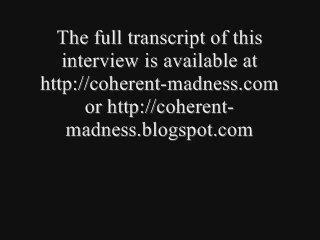 The full transcript of this
interview is available at
http://coherent-madness.com
or http://coherent-
madness.blogspot.com